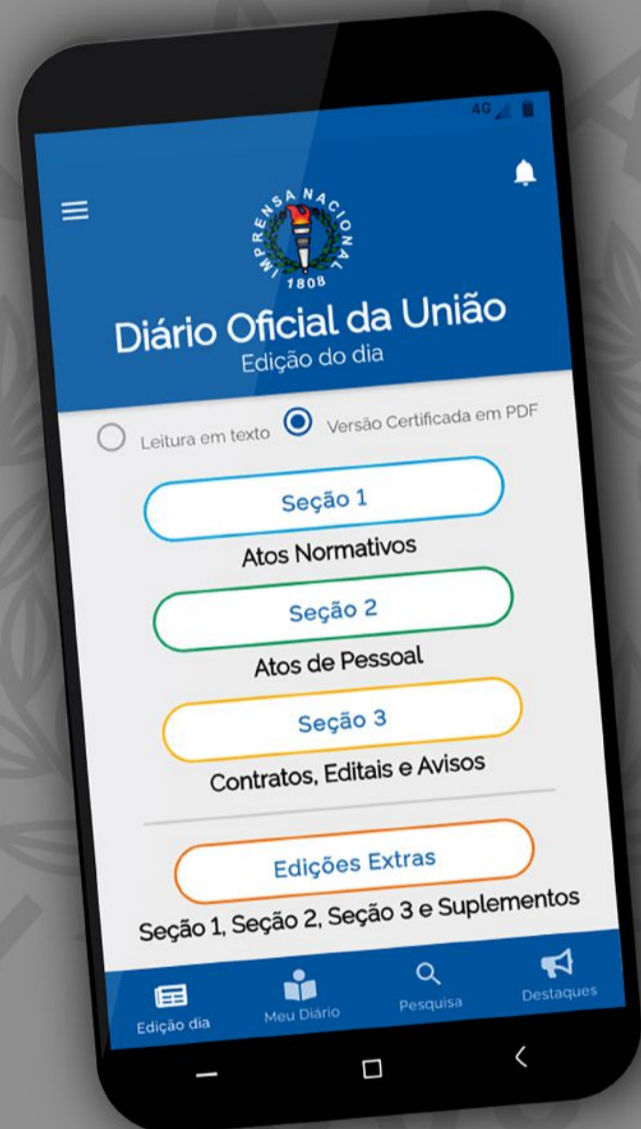 4G
IMPRENSA NACIONAL
1808
Diário Oficial da União
Edição do dia
Leitura em texto Versão Certificada em PDF
Seção 1
Atos Normativos
Seção 2
Atos de Pessoal
Seção 3
Contratos, Editais e Avisos
Edições Extras
Seção 1, Seção 2, Seção 3 e Suplementos
Edição dia Meu Diário Pesquisa Destaques